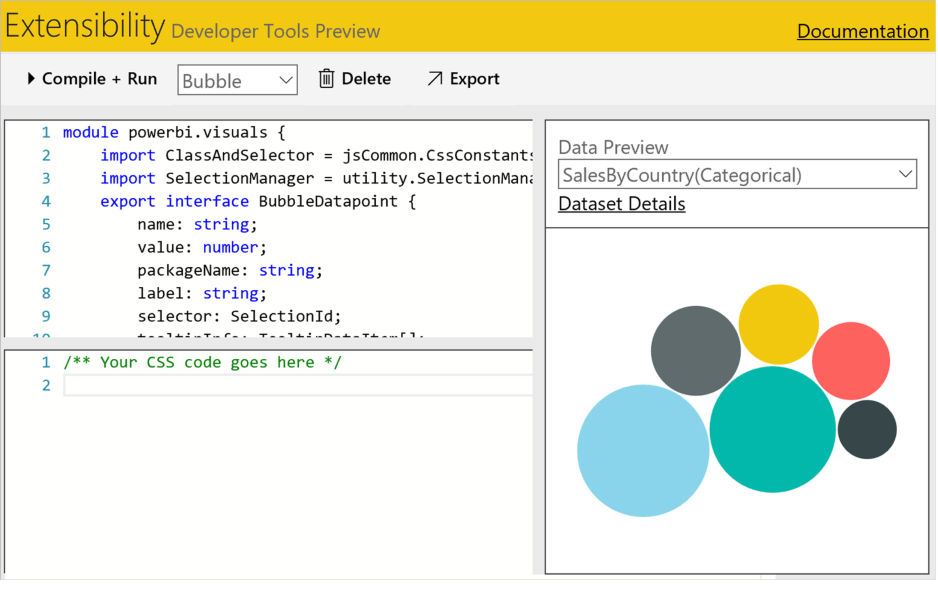 Extensibility Developer Tools Preview
Documentation
Compile + Run
Bubble
Delete
Export
1 module powerbi.visuals {
2 import ClassAndSelector = jsCommon.CssConstants
3 import SelectionManager = utility.SelectionMana
4 export interface BubbleDatapoint {
5 name: string;
6 value: number;
7 packageName: string;
8 label: string;
9 selector: SelectionId;
10 tooltipInfo: TooltipDataItem[];
1 /** Your CSS code goes here */
2
Data Preview
SalesByCountry(Categorical)
Dataset Details